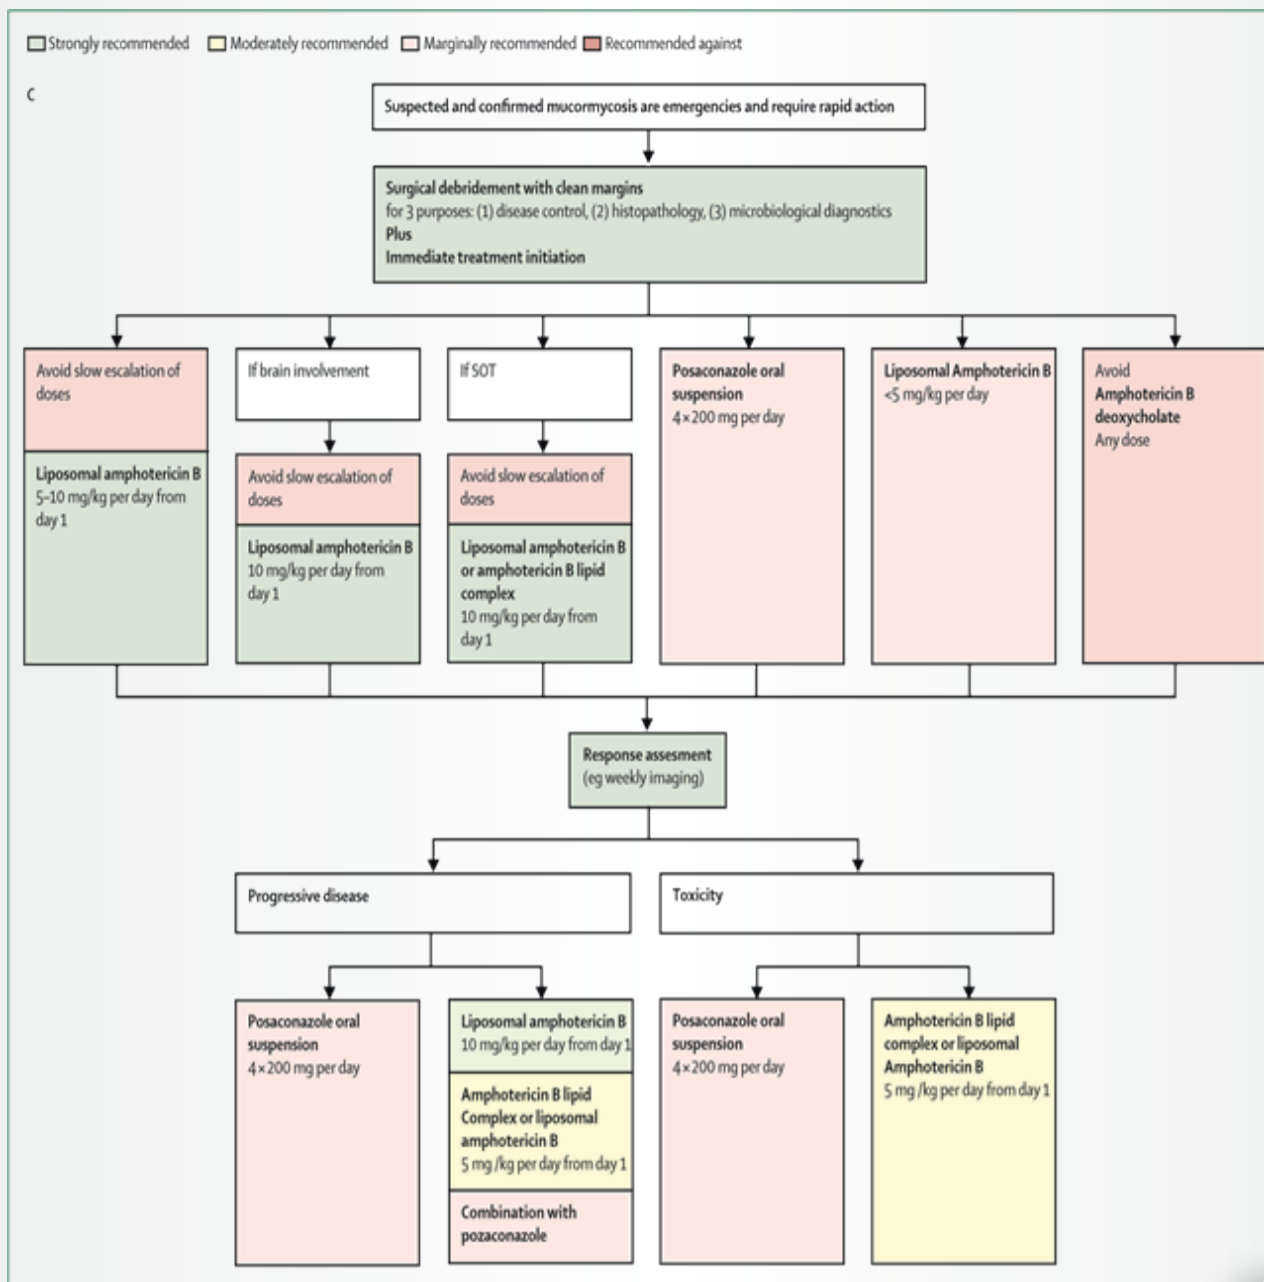 Strongly recommended
Moderately recommended
Marginally recommended
Recommended against
C
Suspected and confirmed mucormycosis are emergencies and require rapid action
Surgical debridement with clean margins
for 3 purposes: (1) disease control, (2) histopathology, (3) microbiological diagnostics
Plus
Immediate treatment initiation
Avoid slow escalation of
doses
Liposomal amphotericin B
5–10 mg/kg per day from
day 1
If brain involvement
Avoid slow escalation of
doses
Liposomal amphotericin B
10 mg/kg per day from
day 1
If SOT
Avoid slow escalation of
doses
Liposomal amphotericin B
or amphotericin B lipid
complex
10 mg/kg per day from
day 1
Posaconazole oral
suspension
4×200 mg per day
Liposomal Amphotericin B
<5 mg/kg per day
Avoid
Amphotericin B
deoxycholate
Any dose
Response assesment
(eg weekly imaging)
Progressive disease
Toxicity
Posaconazole oral
suspension
4×200 mg per day
Liposomal amphotericin B
10 mg/kg per day from day 1
Amphotericin B lipid
Complex or liposomal
amphotericin B
5 mg /kg per day from day 1
Combination with
pozaconazole
Posaconazole oral
suspension
4×200 mg per day
Amphotericin B lipid
complex or liposomal
Amphotericin B
5 mg /kg per day from day 1